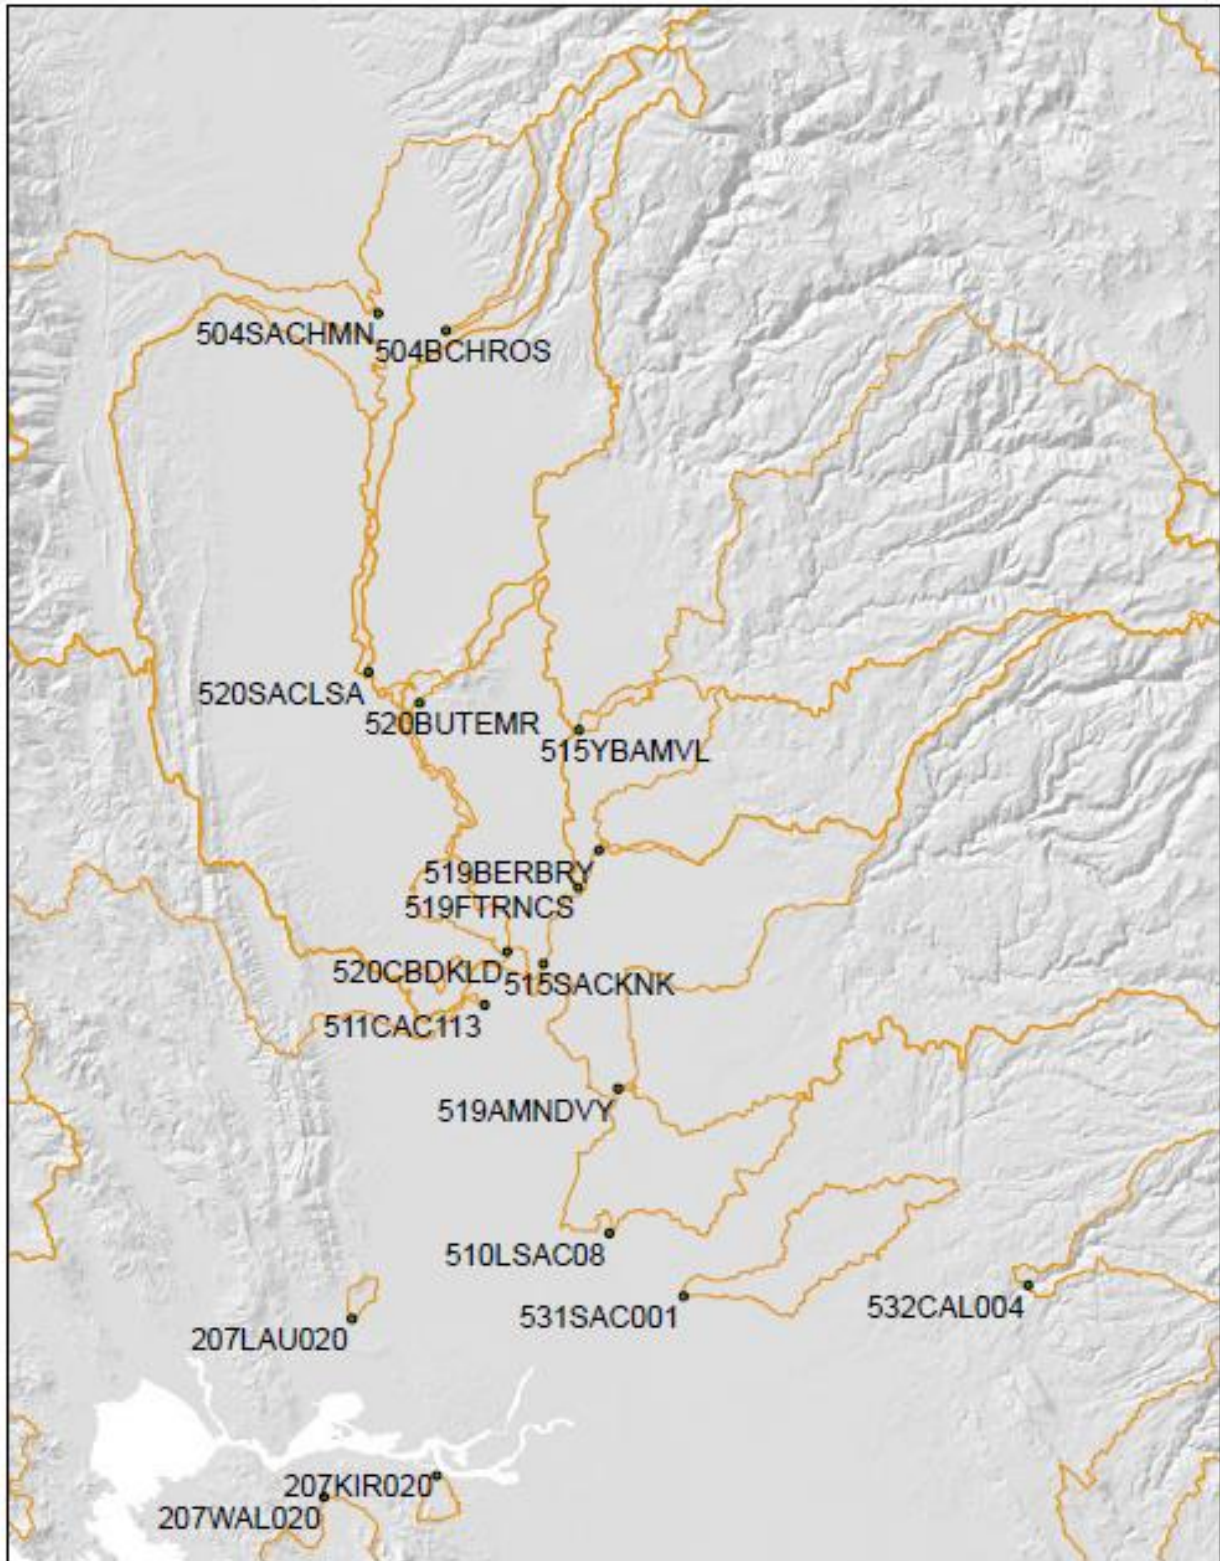 504SACHMN
504BCHROS
520SACLSA
520BUTEMR
515YBAMVL
519BERBRY
519FTRNCS
520CBDKLD
515SACKNK
511CAC113
519AMNDVY
510LSAC08
531SAC001
532CAL004
207LAU020
207KIR020
207WAL020